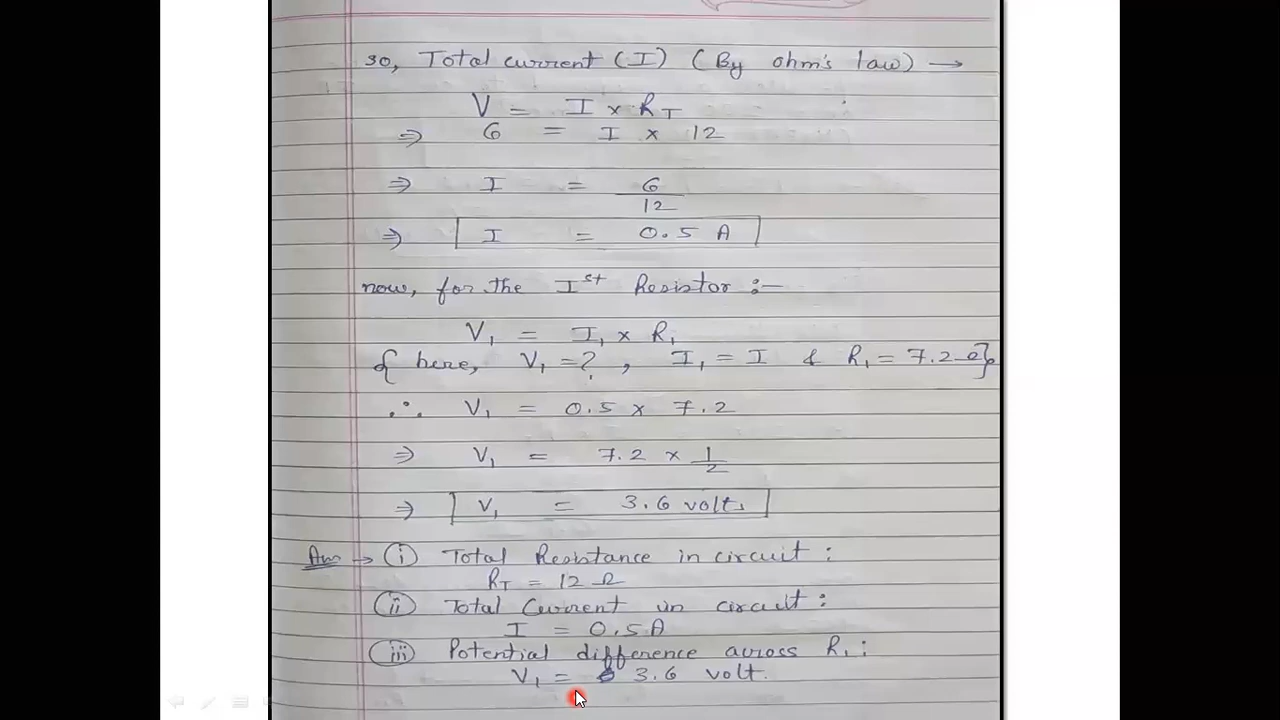 so, Total current (I) (By ohm's law) →
V = I × R_T
⇒ 6 = I × 12
⇒ I = 6/12
⇒ I = 0.5 A
now, for the Iˢᵗ Resistor :-
V₁ = I₁ × R₁
{ here, V₁ = ? , I₁ = I & R₁ = 7.2 Ω }
∴ V₁ = 0.5 × 7.2
⇒ V₁ = 7.2 × 1/2
⇒ V₁ = 3.6 volt.
Ans → (i) Total Resistance in circuit :
R_T = 12 Ω
(ii) Total Current in circuit :
I = 0.5 A
(iii) Potential difference across R₁ :
V₁ = 3.6 volt.